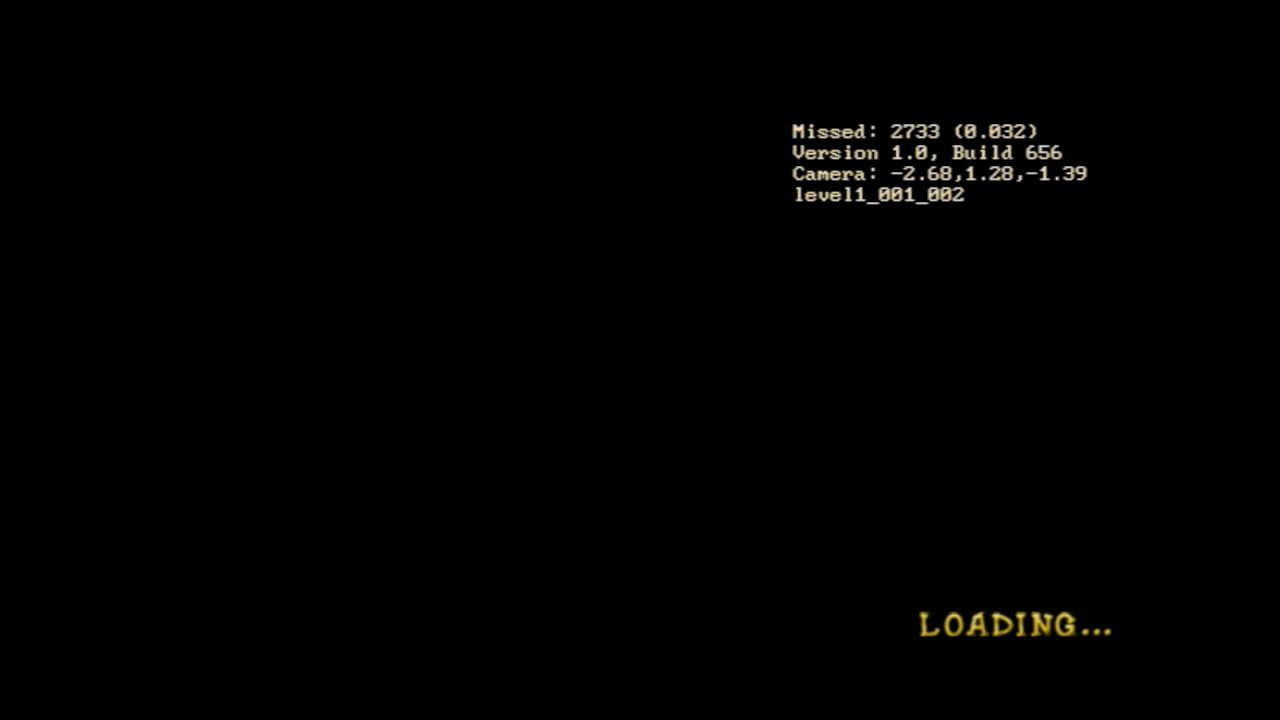 Missed: 2733 (0.032)
Version 1.0, Build 656
Camera: -2.68,1.28,-1.39
level1_001_002
LOADING...